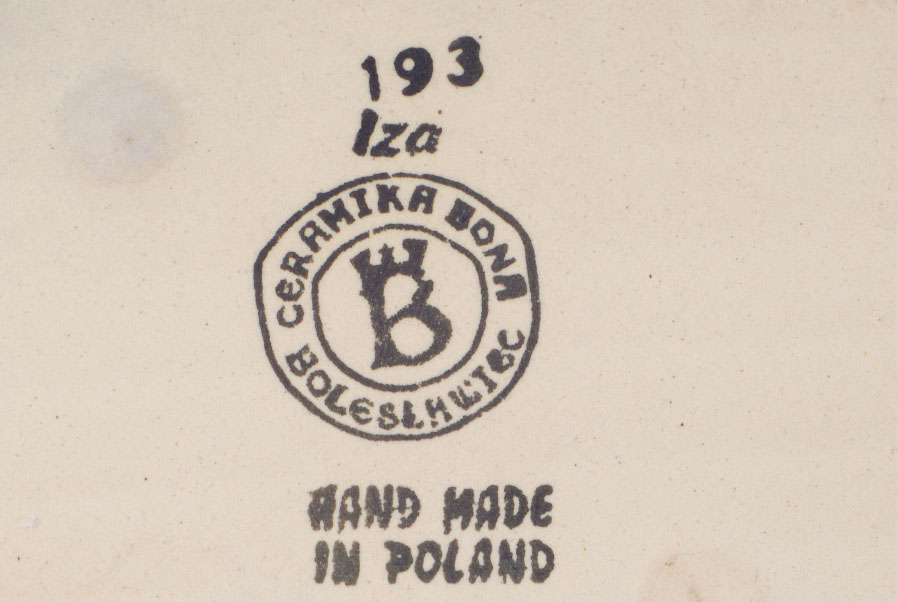 193
Iza
CERAMIKA BONA
B
BOLESŁAWIEC
HAND MADE
IN POLAND